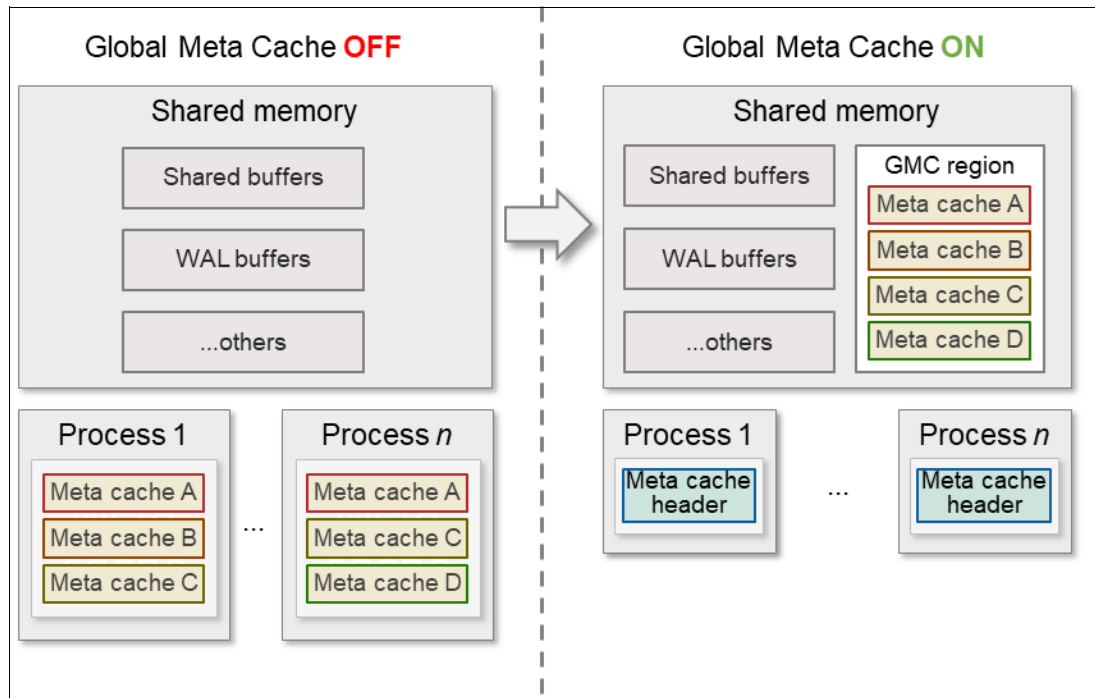 Global Meta Cache OFF
Shared memory
Shared buffers
WAL buffers
...others
Process 1
Meta cache A
Meta cache B
Meta cache C
...
Process n
Meta cache A
Meta cache C
Meta cache D
Global Meta Cache ON
Shared memory
Shared buffers
WAL buffers
...others
GMC region
Meta cache A
Meta cache B
Meta cache C
Meta cache D
Process 1
Meta cache
header
...
Process n
Meta cache
header